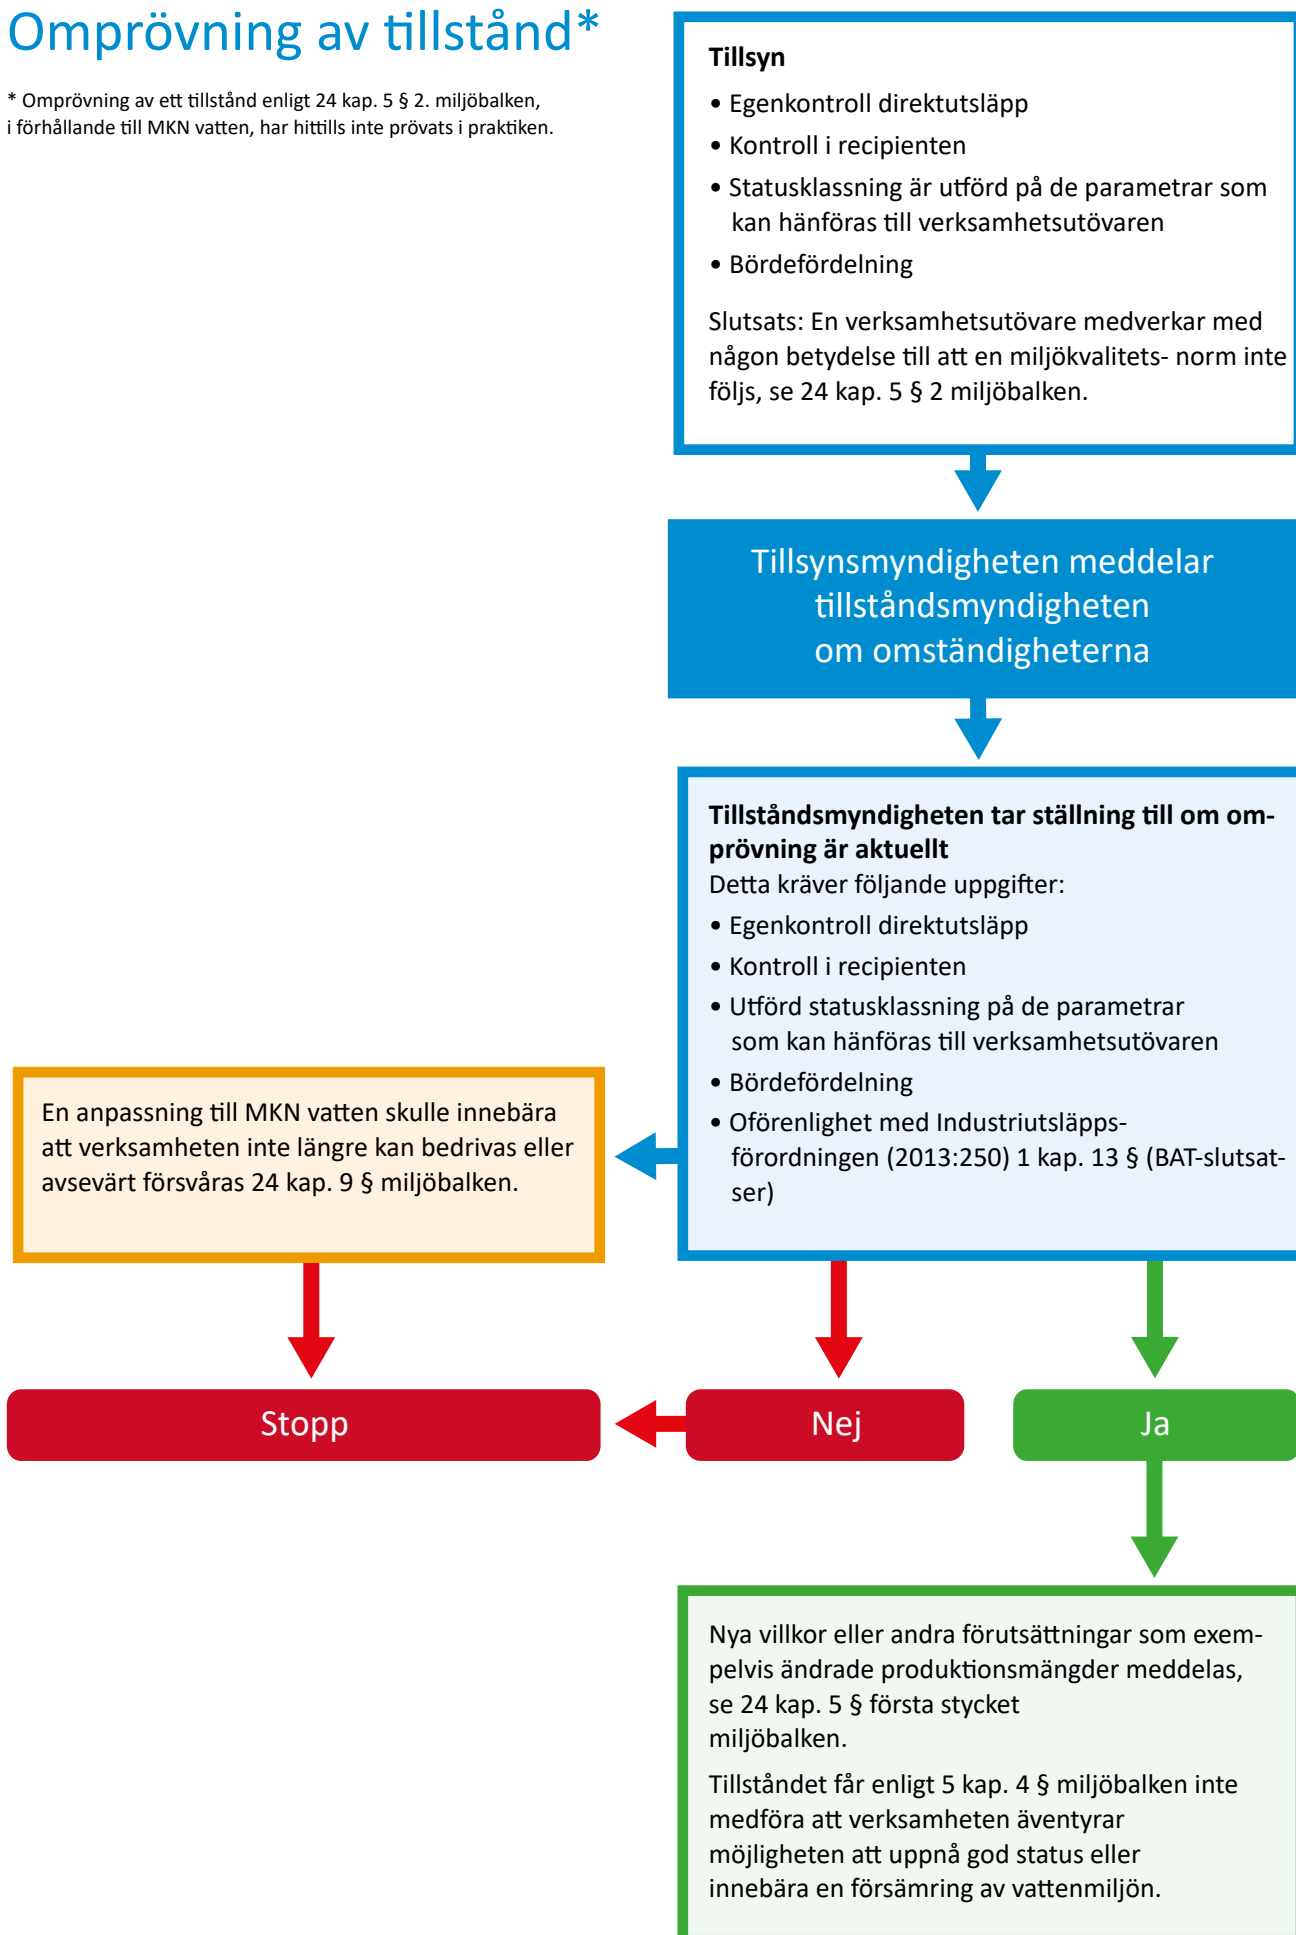 Omprövning av tillstånd*
* Omprövning av ett tillstånd enligt 24 kap. 5 § 2. miljöbalken,
i förhållande till MKN vatten, har hittills inte prövats i praktiken.
Tillsyn
• Egenkontroll direktutsläpp
• Kontroll i recipienten
• Statusklassning är utförd på de parametrar som
kan hänföras till verksamhetsutövaren
• Bördefördelning
Slutsats: En verksamhetsutövare medverkar med
någon betydelse till att en miljökvalitets- norm inte
följs, se 24 kap. 5 § 2 miljöbalken.
Tillsynsmyndigheten meddelar
tillståndsmyndigheten
om omständigheterna
Tillståndsmyndigheten tar ställning till om om-
prövning är aktuellt
Detta kräver följande uppgifter:
• Egenkontroll direktutsläpp
• Kontroll i recipienten
• Utförd statusklassning på de parametrar
som kan hänföras till verksamhetsutövaren
• Bördefördelning
• Oförenlighet med Industriutsläpps-
förordningen (2013:250) 1 kap. 13 § (BAT-slutsat-
ser)
En anpassning till MKN vatten skulle innebära
att verksamheten inte längre kan bedrivas eller
avsevärt försvåras 24 kap. 9 § miljöbalken.
Stopp
Nej
Ja
Nya villkor eller andra förutsättningar som exem-
pelvis ändrade produktionsmängder meddelas,
se 24 kap. 5 § första stycket
miljöbalken.
Tillståndet får enligt 5 kap. 4 § miljöbalken inte
medföra att verksamheten äventyrar
möjligheten att uppnå god status eller
innebära en försämring av vattenmiljön.